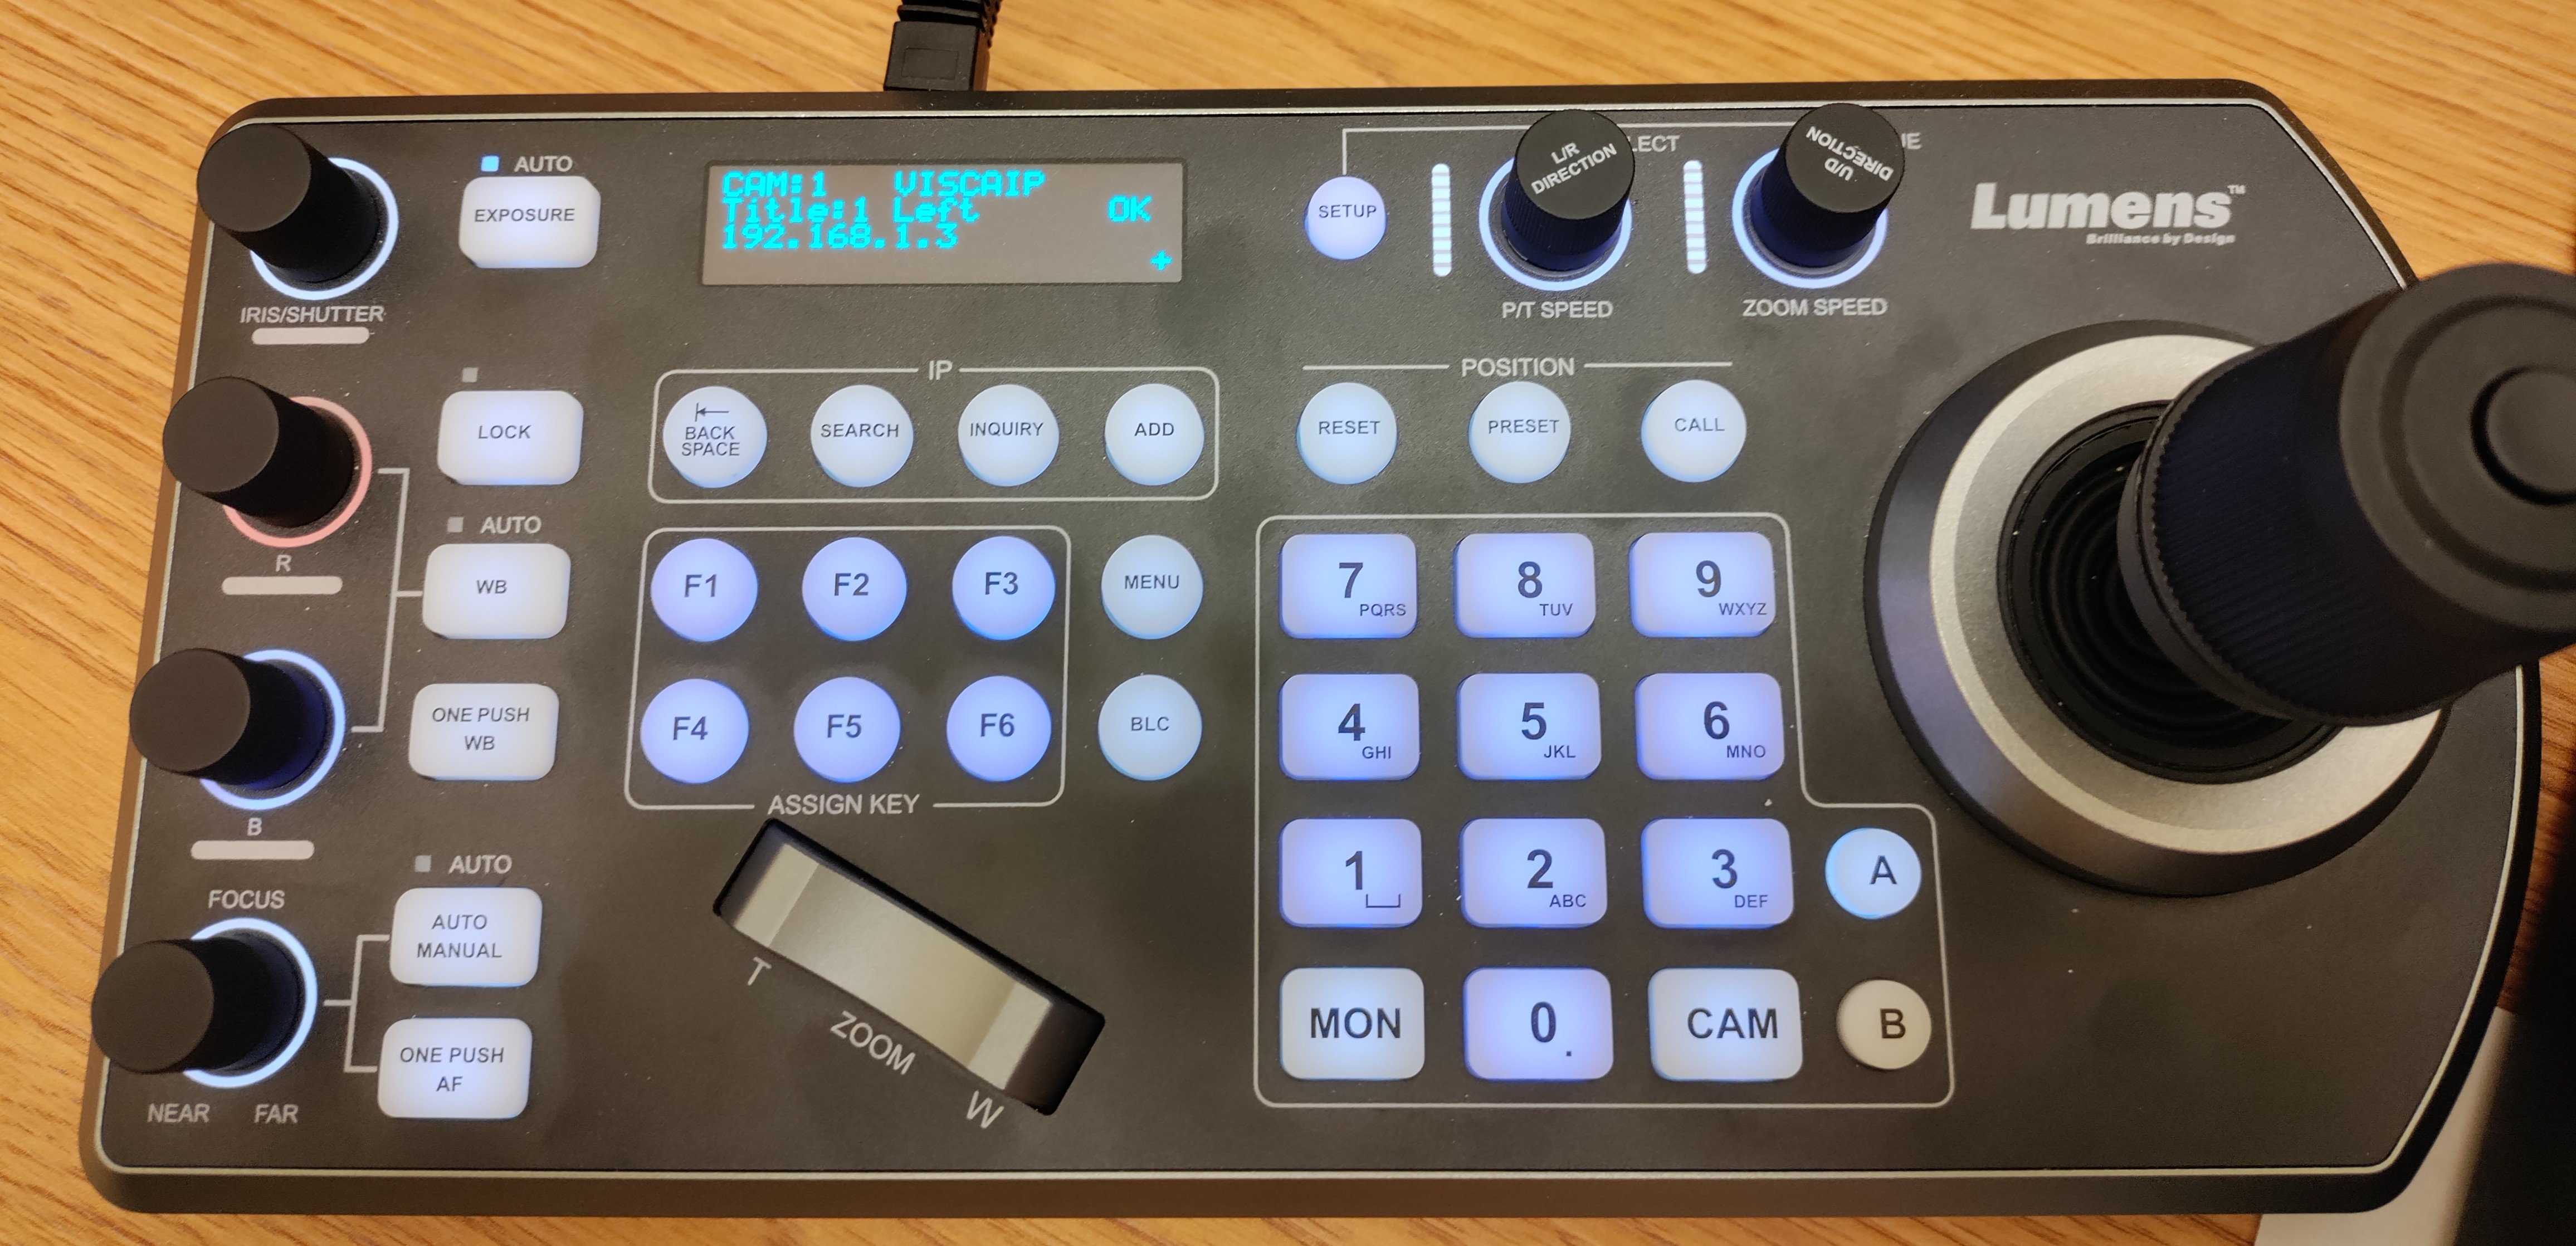 AUTO
EXPOSURE
IRIS/SHUTTER
CAM:1 VISCAIP
Title:1 Left OK
192.168.1.3
+
SETUP
L/R
DIRECTION
P/T SPEED
U/D
DIRECTION
ZOOM SPEED
Lumens™
Brilliance by Design
LOCK
R
AUTO
WB
ONE PUSH
WB
B
IP
BACK
SPACE
SEARCH
INQUIRY
ADD
POSITION
RESET
PRESET
CALL
F1 F2 F3
F4 F5 F6
ASSIGN KEY
MENU
BLC
FOCUS
NEAR FAR
AUTO
AUTO
MANUAL
ONE PUSH
AF
T
ZOOM
W
7 PQRS
8 TUV
9 WXYZ
4 GHI
5 JKL
6 MNO
1
2 ABC
3 DEF
A
MON
0 .
CAM
B